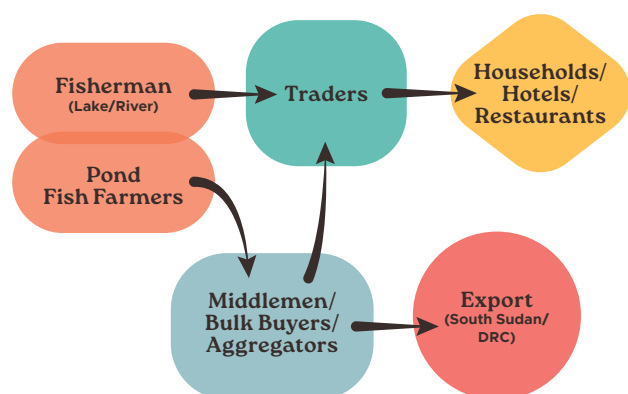 Fisherman
(Lake/River)
Traders
Households/
Hotels/
Restaurants
Pond
Fish Farmers
Middlemen/
Bulk Buyers/
Aggregators
Export
(South Sudan/
DRC)